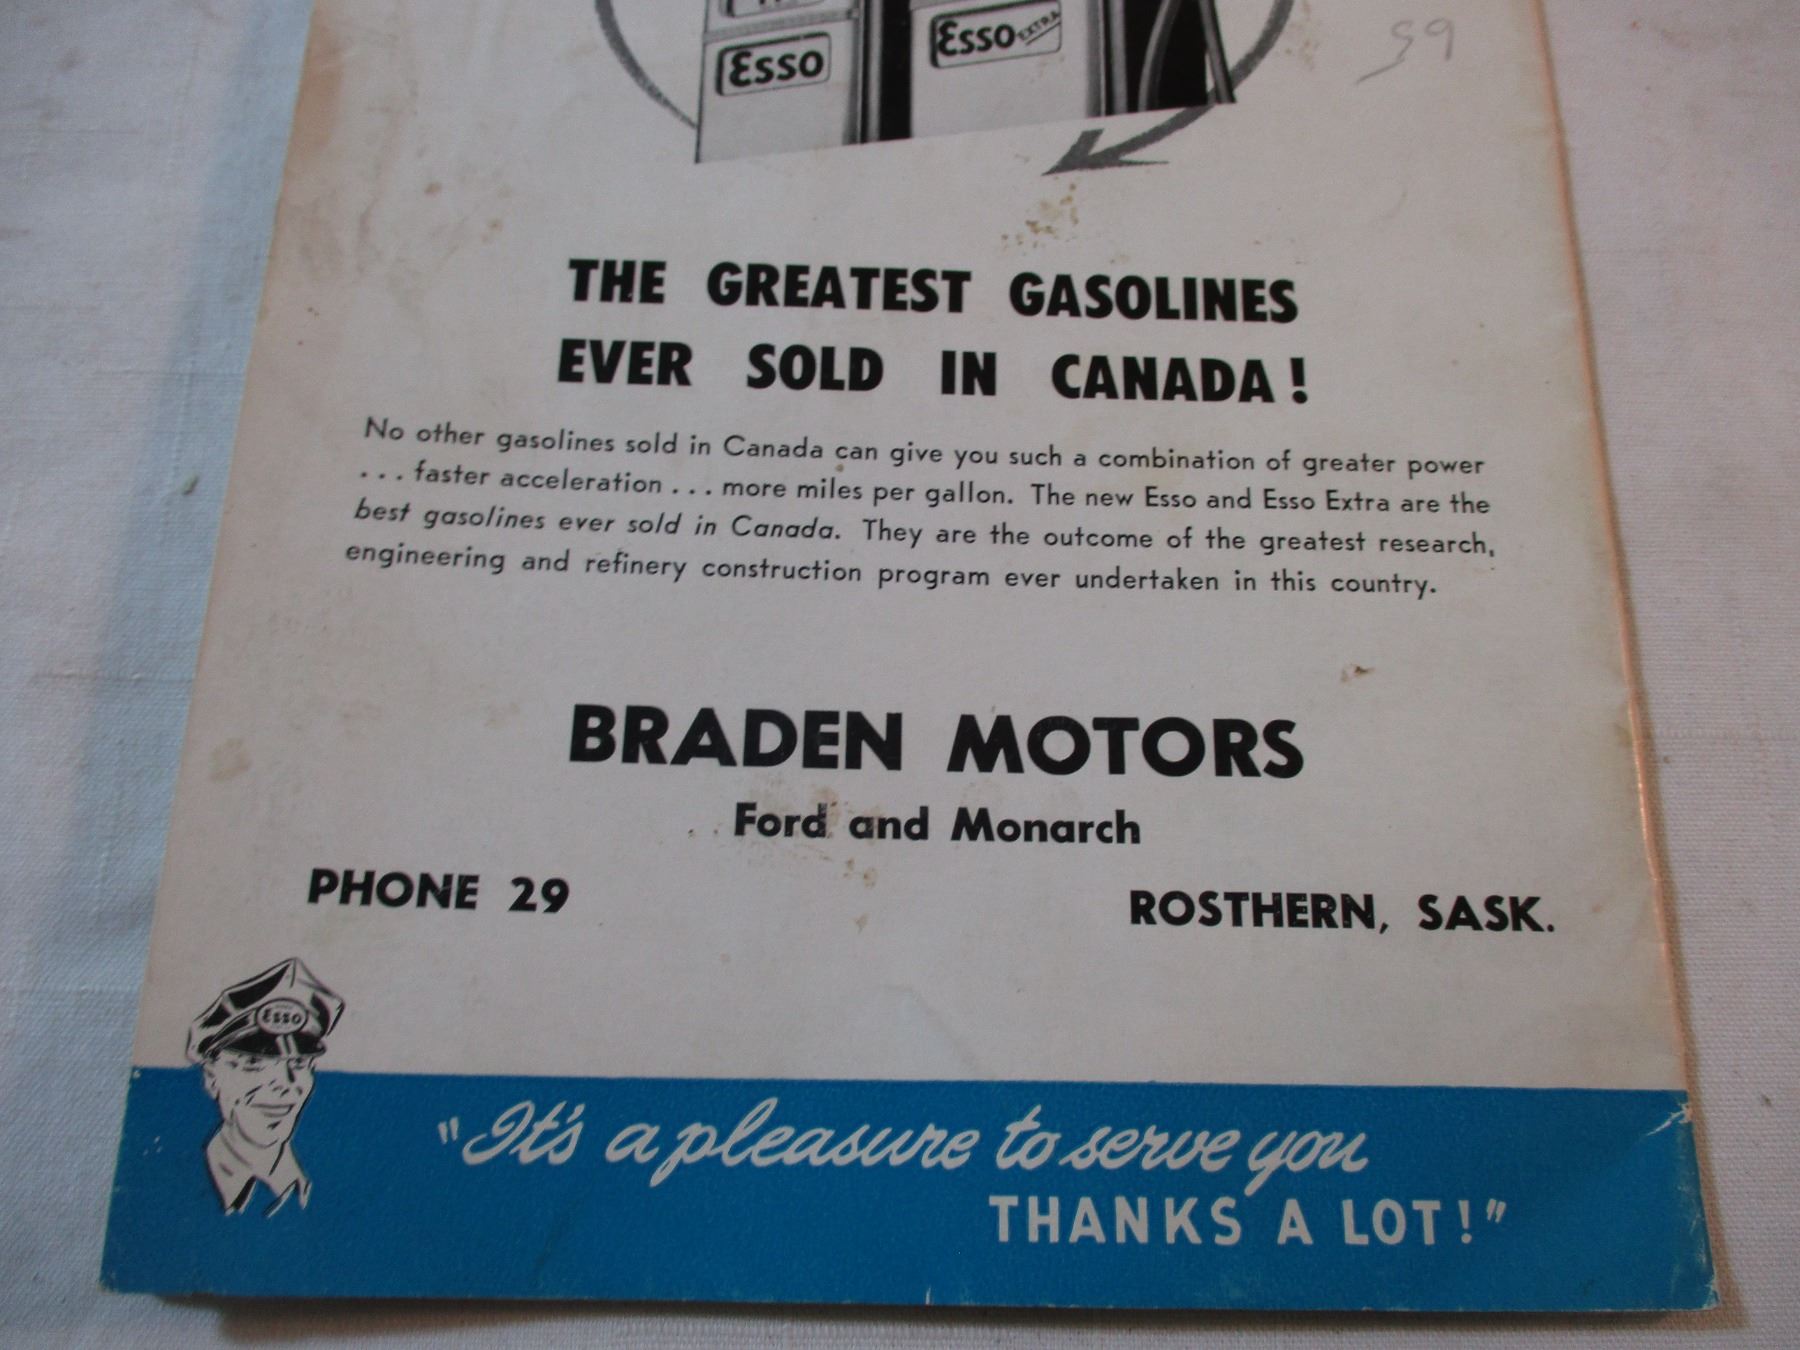 Esso
Esso EXTRA
59
THE GREATEST GASOLINES
EVER SOLD IN CANADA!
No other gasolines sold in Canada can give you such a combination of greater power
... faster acceleration ... more miles per gallon. The new Esso and Esso Extra are the
best gasolines ever sold in Canada. They are the outcome of the greatest research,
engineering and refinery construction program ever undertaken in this country.
BRADEN MOTORS
Ford and Monarch
PHONE 29
ROSTHERN, SASK.
Esso
"It's a pleasure to serve you
THANKS A LOT!"